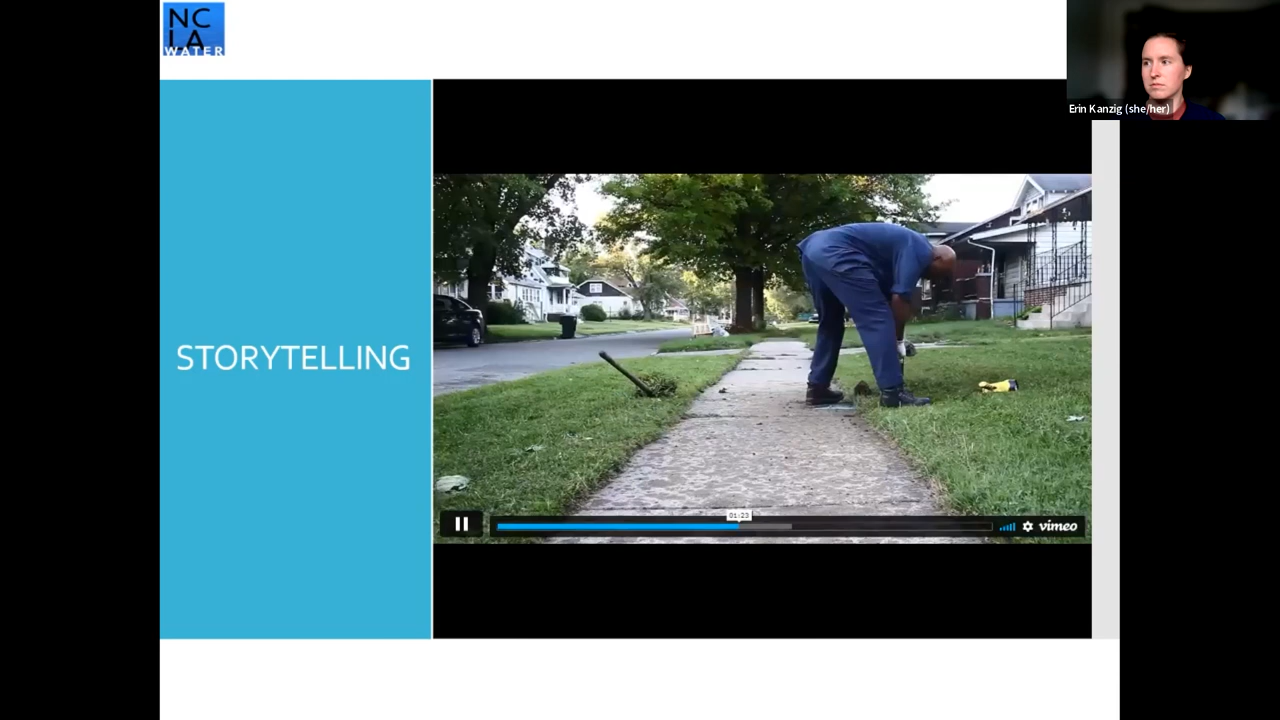 NC
LA
WATER
Erin Kanzig (she/her)
STORYTELLING
01:23
vimeo